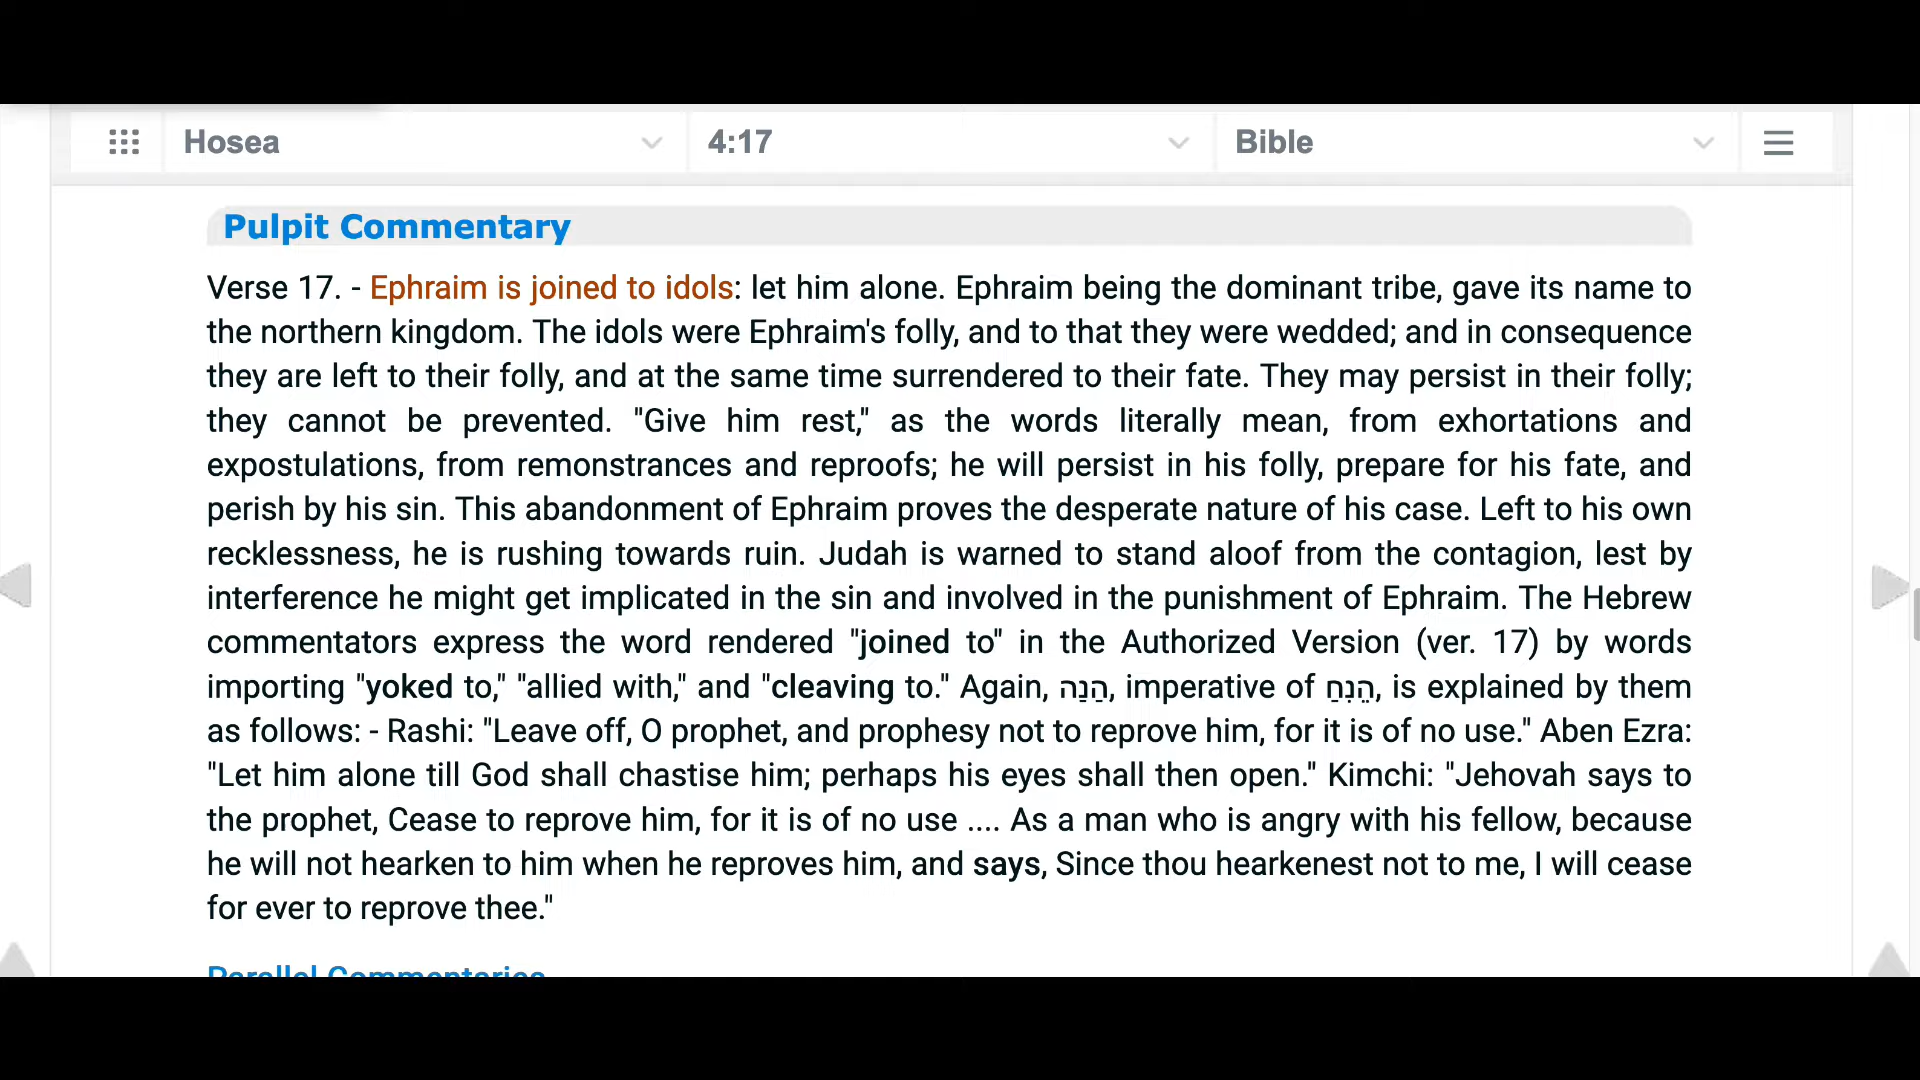 Hosea 4:17 Bible
Pulpit Commentary
Verse 17. - Ephraim is joined to idols: let him alone. Ephraim being the dominant tribe, gave its name to
the northern kingdom. The idols were Ephraim's folly, and to that they were wedded; and in consequence
they are left to their folly, and at the same time surrendered to their fate. They may persist in their folly;
they cannot be prevented. "Give him rest," as the words literally mean, from exhortations and
expostulations, from remonstrances and reproofs; he will persist in his folly, prepare for his fate, and
perish by his sin. This abandonment of Ephraim proves the desperate nature of his case. Left to his own
recklessness, he is rushing towards ruin. Judah is warned to stand aloof from the contagion, lest by
interference he might get implicated in the sin and involved in the punishment of Ephraim. The Hebrew
commentators express the word rendered "joined to" in the Authorized Version (ver. 17) by words
importing "yoked to," "allied with," and "cleaving to." Again, הַנַה, imperative of הֵנִחַ, is explained by them
as follows: - Rashi: "Leave off, O prophet, and prophesy not to reprove him, for it is of no use." Aben Ezra:
"Let him alone till God shall chastise him; perhaps his eyes shall then open." Kimchi: "Jehovah says to
the prophet, Cease to reprove him, for it is of no use .... As a man who is angry with his fellow, because
he will not hearken to him when he reproves him, and says, Since thou hearkenest not to me, I will cease
for ever to reprove thee."
Parallel Commentaries